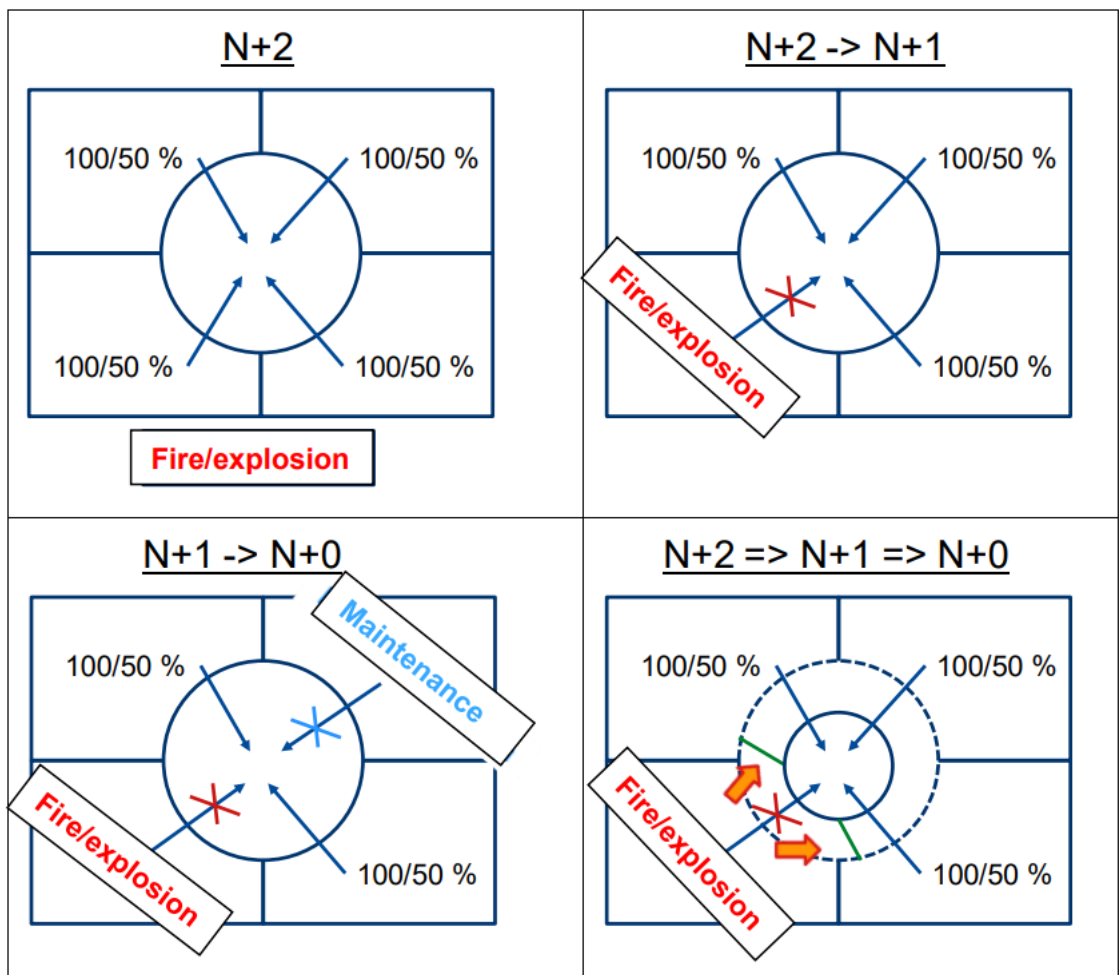 N+2
100/50 %
100/50 %
100/50 %
100/50 %
Fire/explosion
N+2 -> N+1
100/50 %
100/50 %
Fire/explosion
100/50 %
N+1 -> N+0
Maintenance
100/50 %
Fire/explosion
100/50 %
N+2 => N+1 => N+0
100/50 %
100/50 %
Fire/explosion
100/50 %